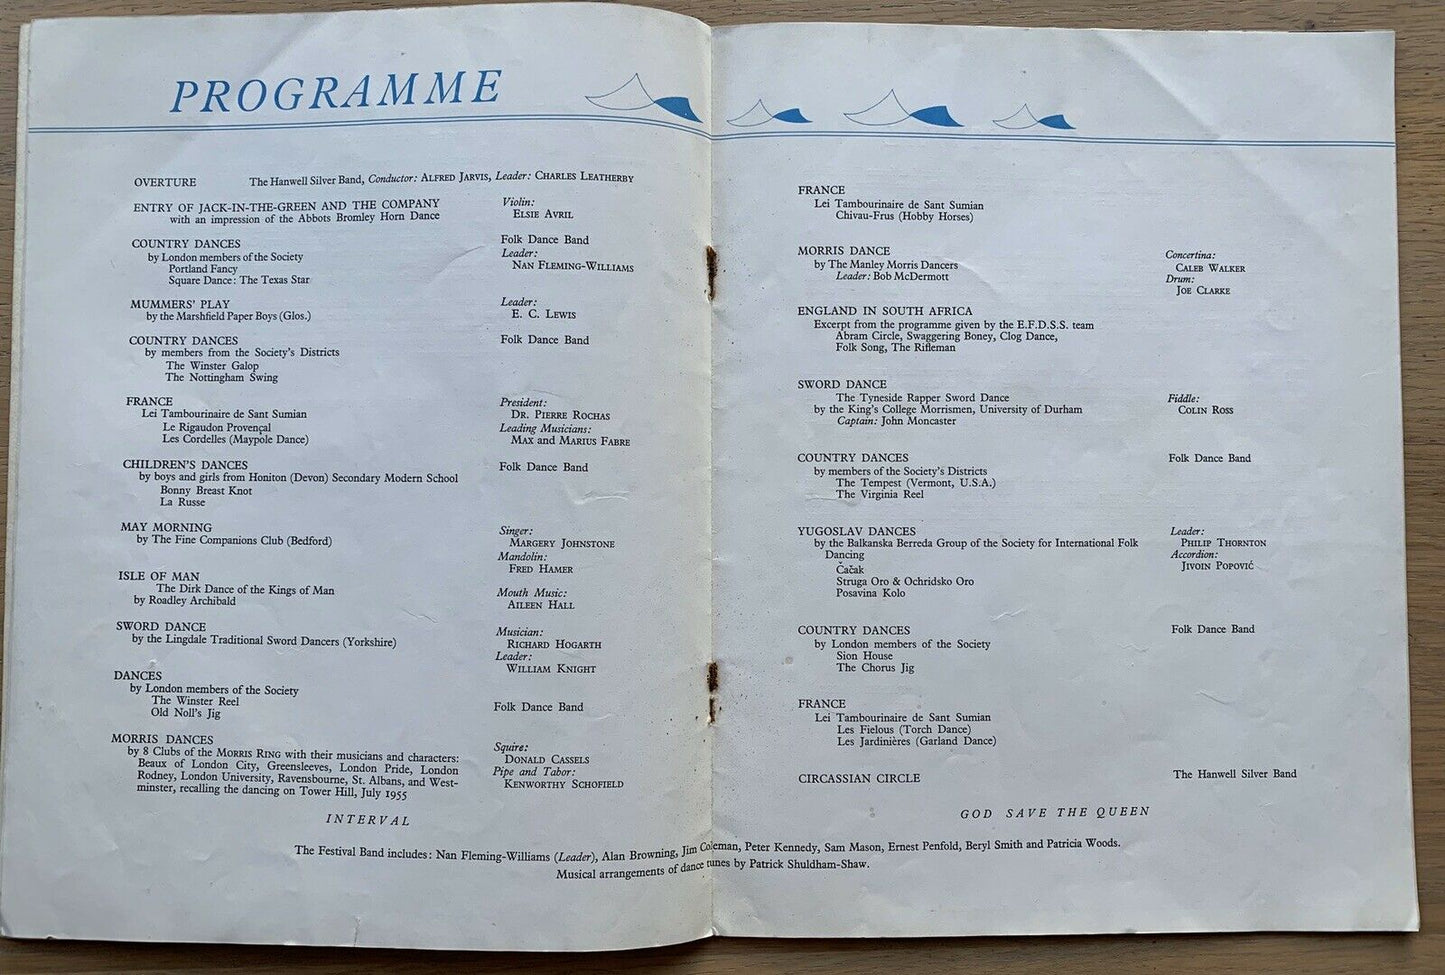 PROGRAMME
OVERTURE The Hanwell Silver Band, Conductor: ALFRED JARVIS, Leader: CHARLES LEATHERBY
ENTRY OF JACK-IN-THE-GREEN AND THE COMPANY
with an impression of the Abbots Bromley Horn Dance
Violin:
ELSIE AVRIL
COUNTRY DANCES
by London members of the Society
Portland Fancy
Square Dance: The Texas Star
Folk Dance Band
Leader:
NAN FLEMING-WILLIAMS
MUMMERS' PLAY
by the Marshfield Paper Boys (Glos.)
Leader:
E. C. LEWIS
COUNTRY DANCES
by members from the Society's Districts
The Winster Galop
The Nottingham Swing
Folk Dance Band
FRANCE
Lei Tambourinaire de Sant Sumian
Le Rigaudon Provençal
Les Cordelles (Maypole Dance)
President:
DR. PIERRE ROCHAS
Leading Musicians:
MAX and MARIUS FABRE
CHILDREN'S DANCES
by boys and girls from Honiton (Devon) Secondary Modern School
Bonny Breast Knot
La Russe
Folk Dance Band
MAY MORNING
by The Fine Companions Club (Bedford)
Singer:
MARGERY JOHNSTONE
Mandolin:
FRED HAMER
ISLE OF MAN
The Dirk Dance of the Kings of Man
by Roadley Archibald
Mouth Music:
AILEEN HALL
SWORD DANCE
by the Lingdale Traditional Sword Dancers (Yorkshire)
Musician:
RICHARD HOGARTH
Leader:
WILLIAM KNIGHT
DANCES
by London members of the Society
The Winster Reel
Old Noll's Jig
Folk Dance Band
MORRIS DANCES
by 8 Clubs of the MORRIS RING with their musicians and characters:
Beaux of London City, Greensleeves, London Pride, London
Rodney, London University, Ravensbourne, St. Albans, and West-
minster, recalling the dancing on Tower Hill, July 1955
Squire:
DONALD CASSELS
Pipe and Tabor:
KENWORTHY SCHOFIELD
INTERVAL
FRANCE
Lei Tambourinaire de Sant Sumian
Chivau-Frus (Hobby Horses)
MORRIS DANCE
by The Manley Morris Dancers
Leader: Bob McDermott
Concertina:
CALEB WALKER
Drum:
JOE CLARKE
ENGLAND IN SOUTH AFRICA
Excerpt from the programme given by the E.F.D.S.S. team
Abram Circle, Swaggering Boney, Clog Dance,
Folk Song, The Rifleman
SWORD DANCE
The Tyneside Rapper Sword Dance
by the King's College Morrismen, University of Durham
Captain: John Moncaster
Fiddle:
COLIN ROSS
COUNTRY DANCES
by members of the Society's Districts
The Tempest (Vermont, U.S.A.)
The Virginia Reel
Folk Dance Band
YUGOSLAV DANCES
by the Balkanska Berreda Group of the Society for International Folk
Dancing
Čačak
Struga Oro & Ochridsko Oro
Posavina Kolo
Leader:
PHILIP THORNTON
Accordion:
JIVOIN POPOVIĆ
COUNTRY DANCES
by London members of the Society
Sion House
The Chorus Jig
Folk Dance Band
FRANCE
Lei Tambourinaire de Sant Sumian
Les Fielous (Torch Dance)
Les Jardinières (Garland Dance)
CIRCASSIAN CIRCLE The Hanwell Silver Band
GOD SAVE THE QUEEN
The Festival Band includes: Nan Fleming-Williams (Leader), Alan Browning, Jim Coleman, Peter Kennedy, Sam Mason, Ernest Penfold, Beryl Smith and Patricia Woods.
Musical arrangements of dance tunes by Patrick Shuldham-Shaw.